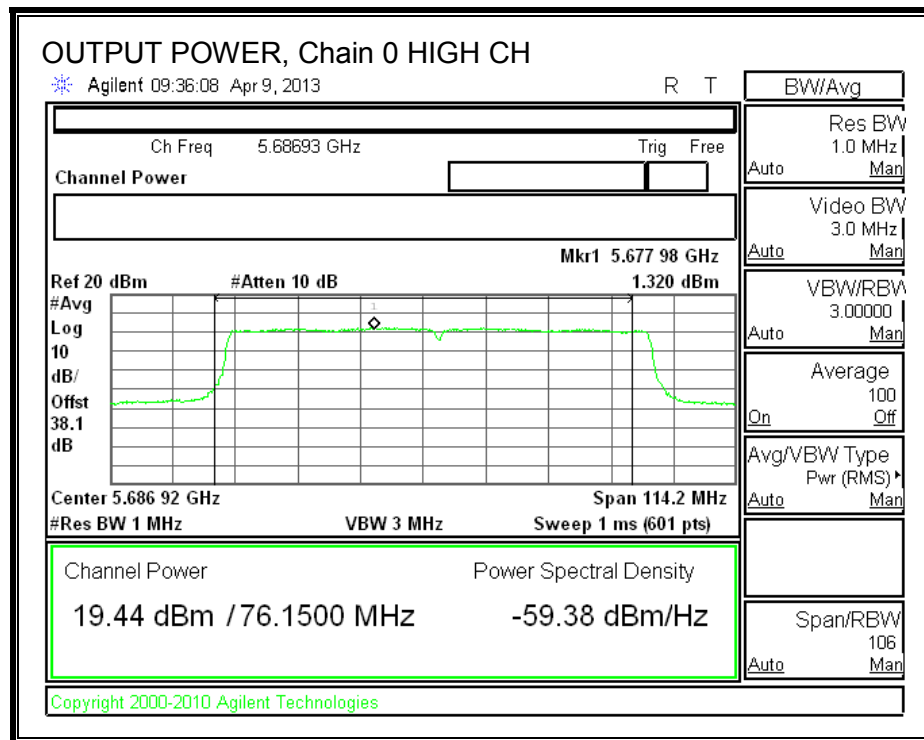 OUTPUT POWER, Chain 0 HIGH CH
Agilent 09:36:08 Apr 9, 2013 R T
BW/Avg
Ch Freq 5.68693 GHz Trig Free
Channel Power
Res BW
1.0 MHz
Auto Man
Video BW
3.0 MHz
Auto Man
Mkr1 5.677 98 GHz
Ref 20 dBm #Atten 10 dB 1.320 dBm
#Avg
Log
10
dB/
Offst
38.1
dB
1
VBW/RBW
3.00000
Auto Man
Average
100
On Off
Avg/VBW Type
Pwr (RMS)
Auto Man
Center 5.686 92 GHz Span 114.2 MHz
#Res BW 1 MHz VBW 3 MHz Sweep 1 ms (601 pts)
Channel Power Power Spectral Density
19.44 dBm / 76.1500 MHz -59.38 dBm/Hz
Span/RBW
106
Auto Man
Copyright 2000-2010 Agilent Technologies